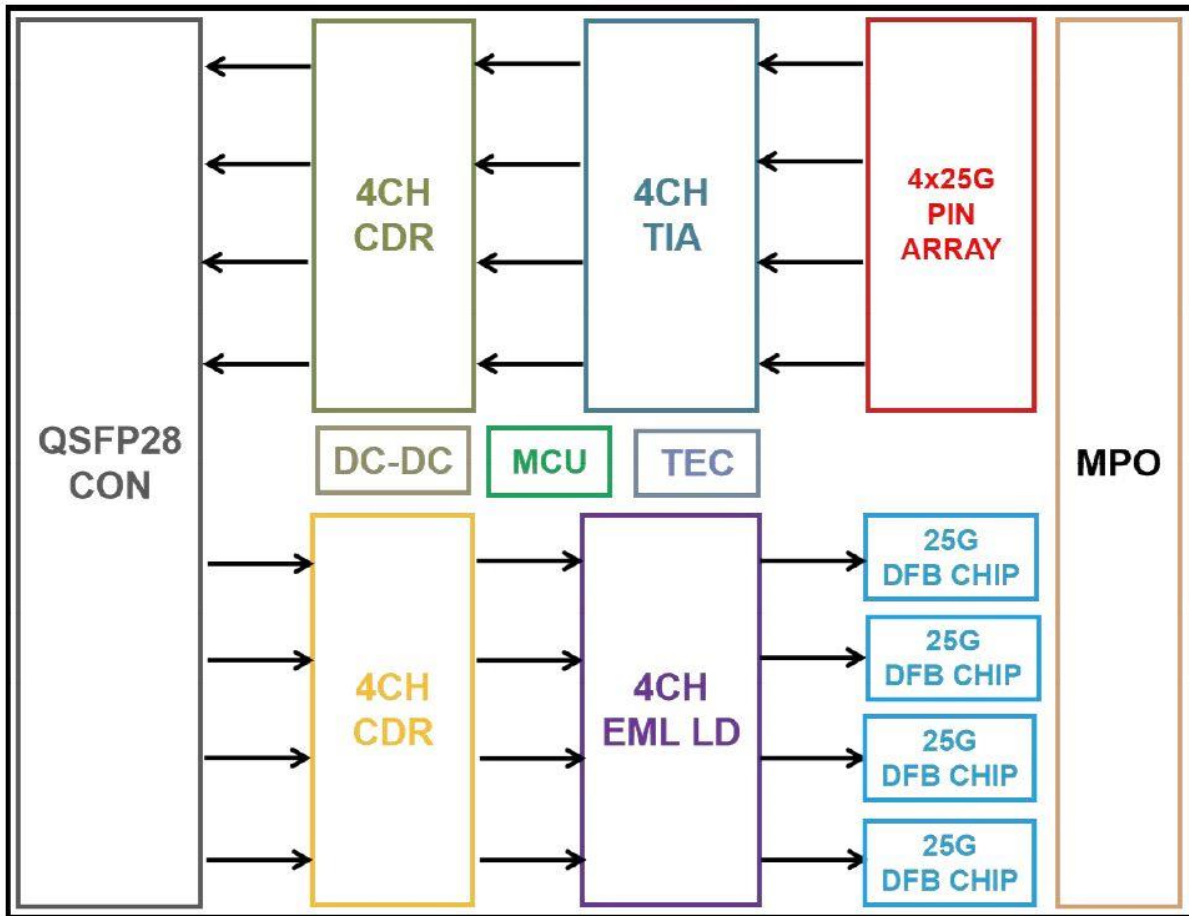 4CH
CDR
4CH
TIA
4x25G
PIN
ARRAY
QSFP28
CON
DC-DC
MCU
TEC
MPO
4CH
CDR
4CH
EML LD
25G
DFB CHIP
25G
DFB CHIP
25G
DFB CHIP
25G
DFB CHIP